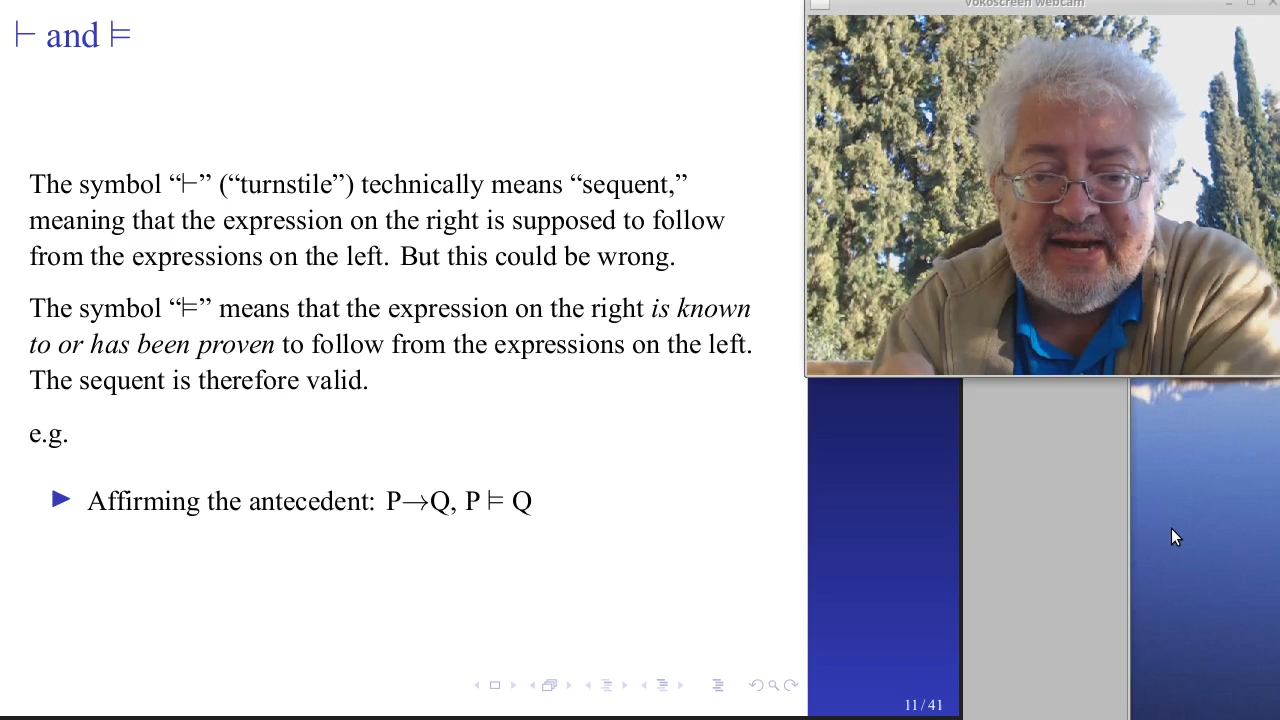 ⊢ and ⊨
Vokoscreen webcam
The symbol “⊢” (“turnstile”) technically means “sequent,”
meaning that the expression on the right is supposed to follow
from the expressions on the left. But this could be wrong.
The symbol “⊨” means that the expression on the right is known
to or has been proven to follow from the expressions on the left.
The sequent is therefore valid.
e.g.
Affirming the antecedent: P→Q, P ⊨ Q
11 / 41